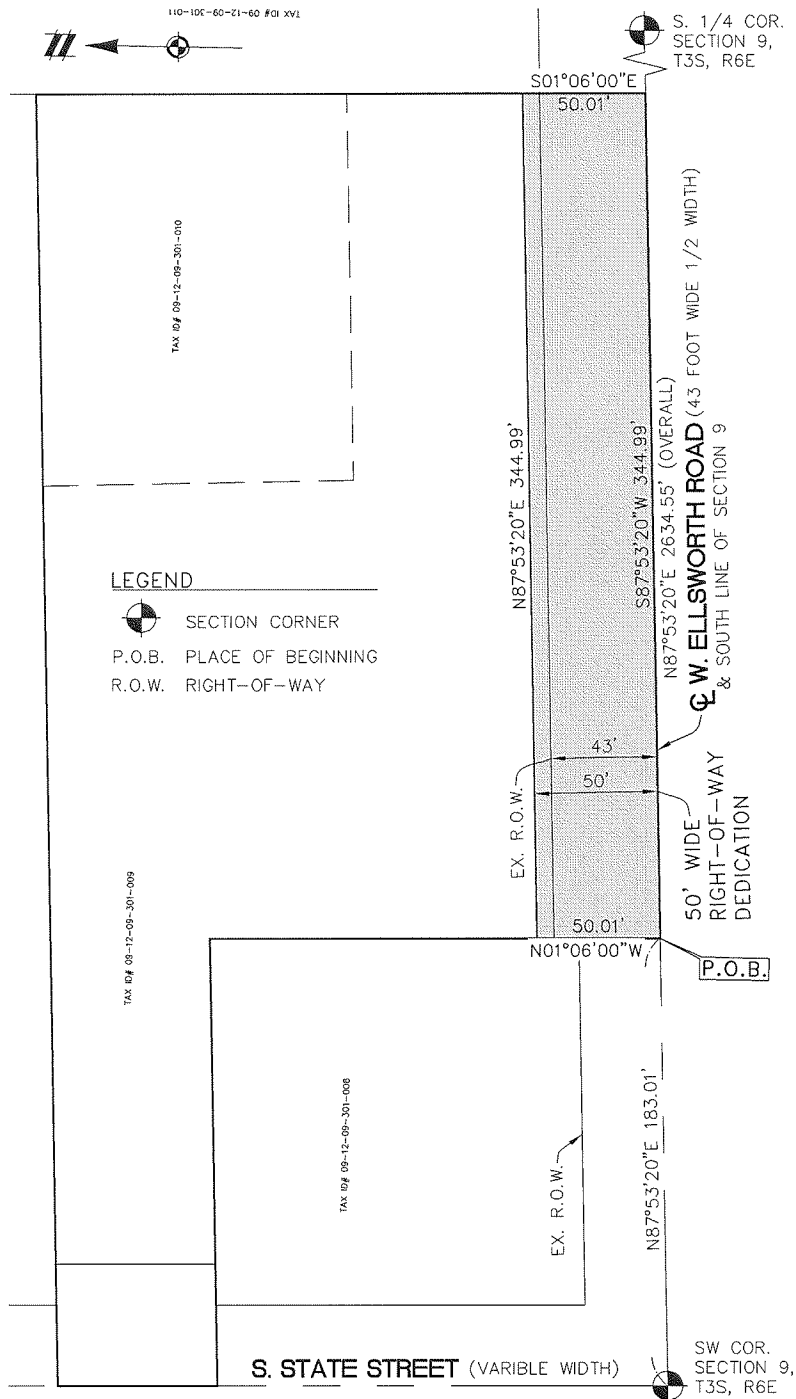 TAX ID# 09-12-09-301-011
S. 1/4 COR.
SECTION 9,
T3S, R6E
S01°06'00"E
50.01'
TAX ID# 09-12-09-301-010
N87°53'20"E 344.99'
S87°53'20"W 344.99'
N87°53'20"E 2634.55' (OVERALL)
℄ W. ELLSWORTH ROAD (43 FOOT WIDE 1/2 WIDTH)
& SOUTH LINE OF SECTION 9
LEGEND
SECTION CORNER
P.O.B. PLACE OF BEGINNING
R.O.W. RIGHT-OF-WAY
43'
50'
EX. R.O.W.
50' WIDE
RIGHT-OF-WAY
DEDICATION
50.01'
N01°06'00"W
P.O.B.
TAX ID# 09-12-09-301-009
TAX ID# 09-12-09-301-008
EX. R.O.W.
N87°53'20"E 183.01'
S. STATE STREET (VARIBLE WIDTH)
SW COR.
SECTION 9,
T3S, R6E